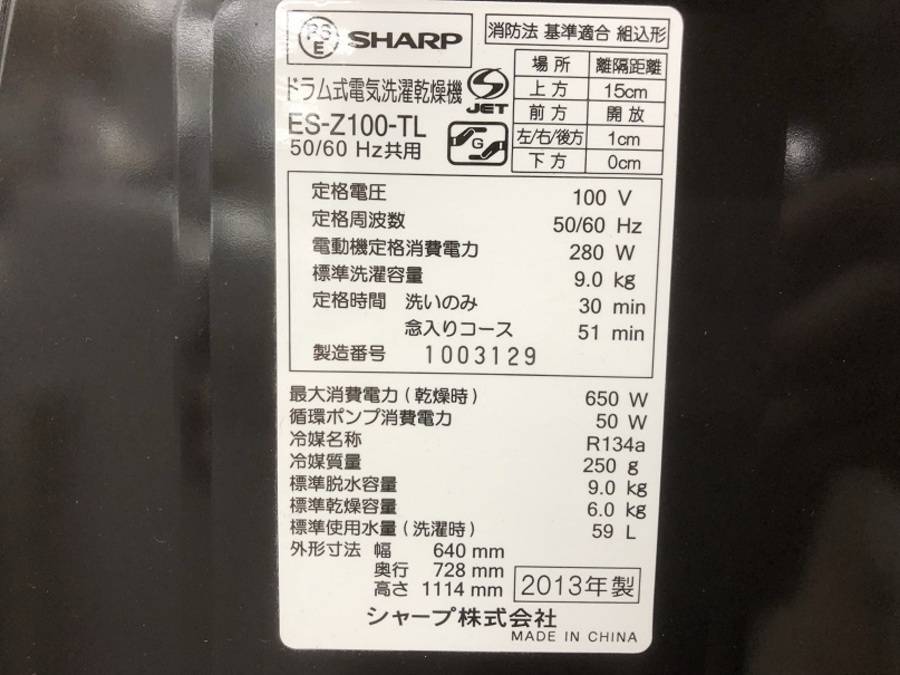 PS
E
SHARP
消防法 基準適合 組込形
場所 離隔距離
上方 15cm
前方 開放
左/右/後方 1cm
下方 0cm
ドラム式電気洗濯乾燥機
S
JET
ES-Z100-TL
50/60 Hz共用
G
定格電圧 100 V
定格周波数 50/60 Hz
電動機定格消費電力 280 W
標準洗濯容量 9.0 kg
定格時間 洗いのみ 30 min
念入りコース 51 min
製造番号 1003129
最大消費電力(乾燥時) 650 W
循環ポンプ消費電力 50 W
冷媒名称 R134a
冷媒質量 250 g
標準脱水容量 9.0 kg
標準乾燥容量 6.0 kg
標準使用水量(洗濯時) 59 L
外形寸法 幅 640 mm
奥行 728 mm
高さ 1114 mm
2013年製
シャープ株式会社
MADE IN CHINA